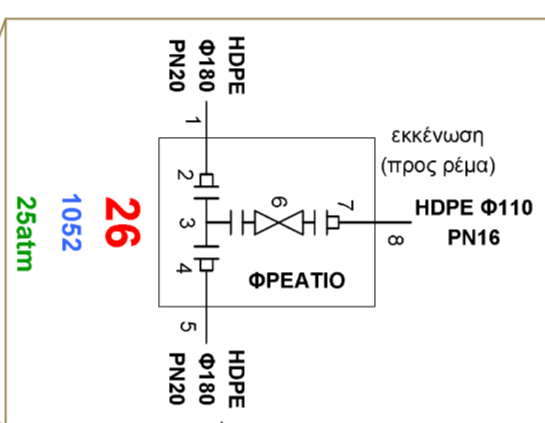 HDPE
Φ180
PN20
1
εκκένωση
(προς ρέμα)
2
6
7
HDPE Φ110
PN16
3
8
26
1052
25atm
4
ΦΡΕΑΤΙΟ
5
HDPE
Φ180
PN20